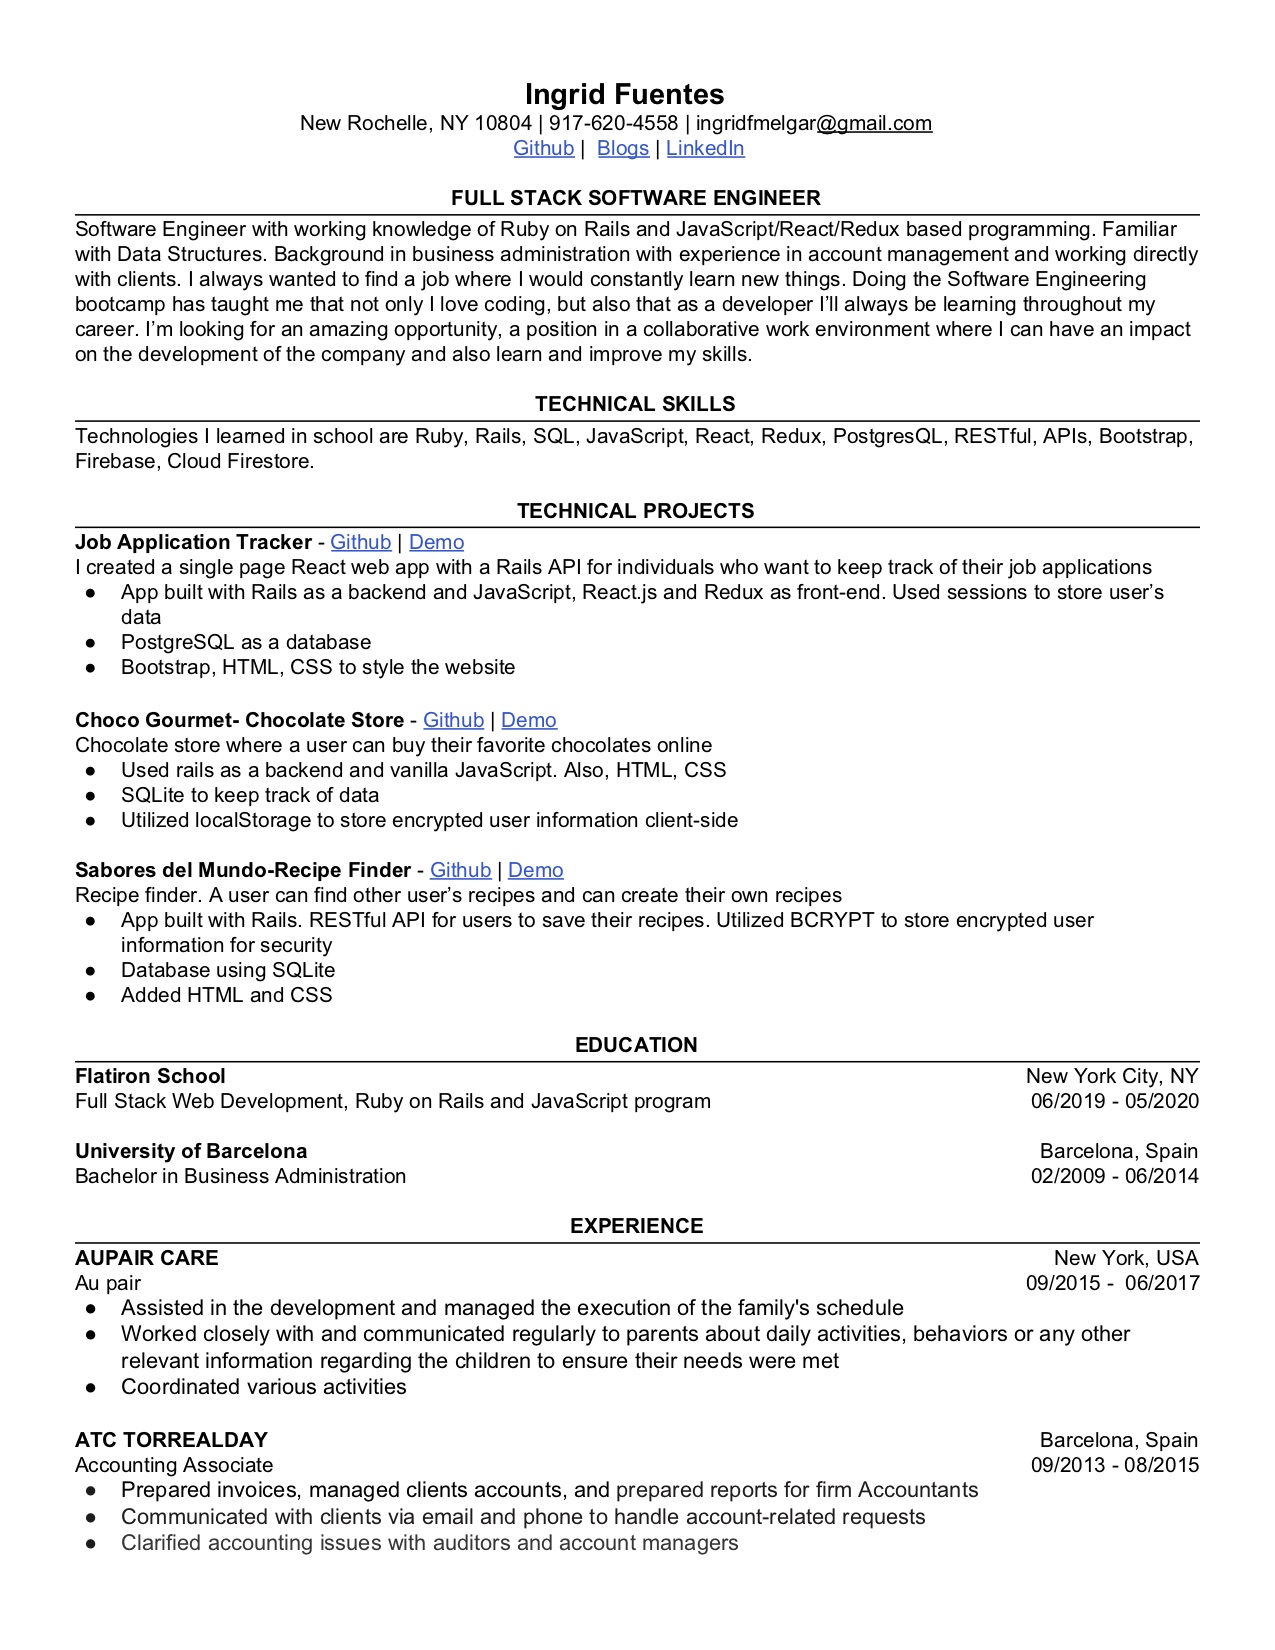 Ingrid Fuentes
New Rochelle, NY 10804 | 917-620-4558 | ingridfmelgar@gmail.com
Github | Blogs | LinkedIn
FULL STACK SOFTWARE ENGINEER
Software Engineer with working knowledge of Ruby on Rails and JavaScript/React/Redux based programming. Familiar
with Data Structures. Background in business administration with experience in account management and working directly
with clients. I always wanted to find a job where I would constantly learn new things. Doing the Software Engineering
bootcamp has taught me that not only I love coding, but also that as a developer I’ll always be learning throughout my
career. I’m looking for an amazing opportunity, a position in a collaborative work environment where I can have an impact
on the development of the company and also learn and improve my skills.
TECHNICAL SKILLS
Technologies I learned in school are Ruby, Rails, SQL, JavaScript, React, Redux, PostgresQL, RESTful, APIs, Bootstrap,
Firebase, Cloud Firestore.
TECHNICAL PROJECTS
Job Application Tracker - Github | Demo
I created a single page React web app with a Rails API for individuals who want to keep track of their job applications
● App built with Rails as a backend and JavaScript, React.js and Redux as front-end. Used sessions to store user’s
data
● PostgreSQL as a database
● Bootstrap, HTML, CSS to style the website
Choco Gourmet- Chocolate Store - Github | Demo
Chocolate store where a user can buy their favorite chocolates online
● Used rails as a backend and vanilla JavaScript. Also, HTML, CSS
● SQLite to keep track of data
● Utilized localStorage to store encrypted user information client-side
Sabores del Mundo-Recipe Finder - Github | Demo
Recipe finder. A user can find other user’s recipes and can create their own recipes
● App built with Rails. RESTful API for users to save their recipes. Utilized BCRYPT to store encrypted user
information for security
● Database using SQLite
● Added HTML and CSS
EDUCATION
Flatiron School New York City, NY
Full Stack Web Development, Ruby on Rails and JavaScript program 06/2019 - 05/2020
University of Barcelona Barcelona, Spain
Bachelor in Business Administration 02/2009 - 06/2014
EXPERIENCE
AUPAIR CARE New York, USA
Au pair 09/2015 - 06/2017
● Assisted in the development and managed the execution of the family's schedule
● Worked closely with and communicated regularly to parents about daily activities, behaviors or any other
relevant information regarding the children to ensure their needs were met
● Coordinated various activities
ATC TORREALDAY Barcelona, Spain
Accounting Associate 09/2013 - 08/2015
● Prepared invoices, managed clients accounts, and prepared reports for firm Accountants
● Communicated with clients via email and phone to handle account-related requests
● Clarified accounting issues with auditors and account managers